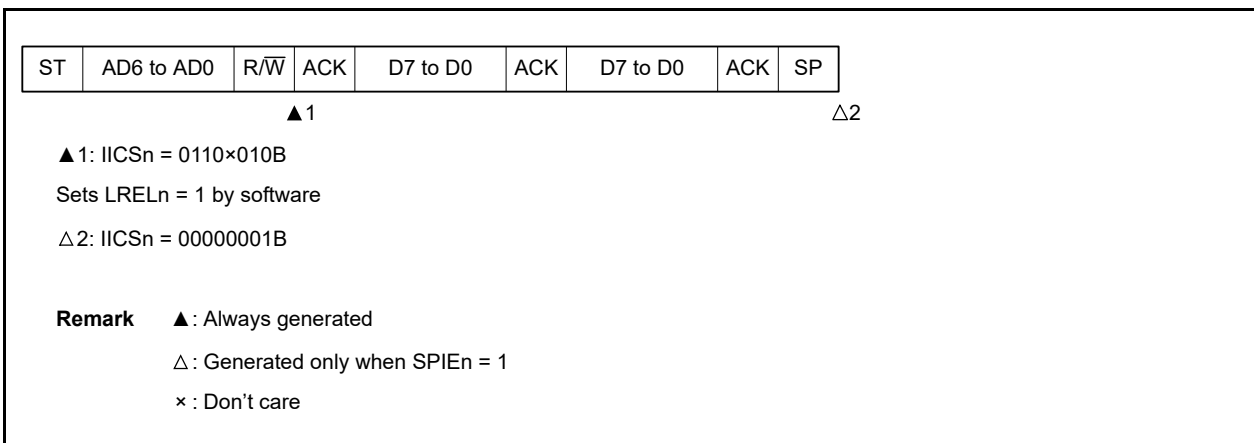 ST AD6 to AD0 R/W̅ ACK D7 to D0 ACK D7 to D0 ACK SP
▲1 △2
▲1: IICSn = 0110×010B
Sets LRELn = 1 by software
△2: IICSn = 00000001B
Remark ▲: Always generated
△: Generated only when SPIEn = 1
×: Don’t care